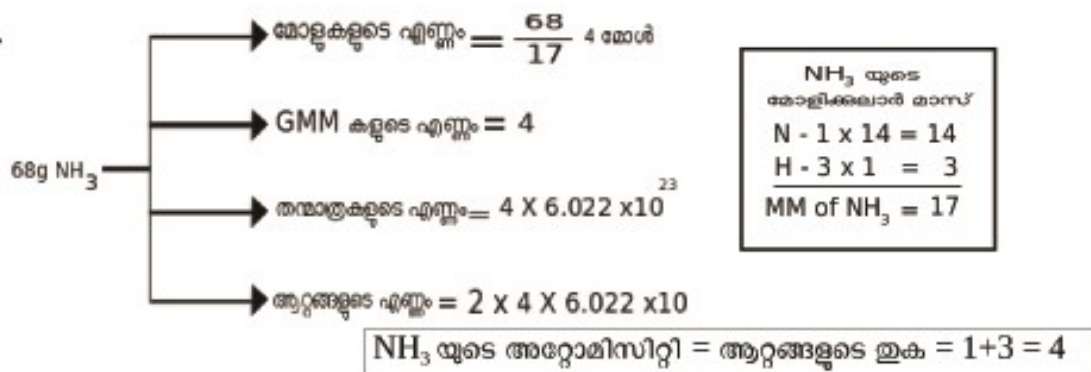 മോളുകളുടെ എണ്ണം = 68/17 4 മോൾ
GMM കളുടെ എണ്ണം = 4
68g NH₃
തന്മാത്രകളുടെ എണ്ണം = 4 X 6.022 x10²³
ആറ്റങ്ങളുടെ എണ്ണം = 2 x 4 X 6.022 x10
NH₃ യുടെ
മോളിക്കുലാർ മാസ്
N - 1 x 14 = 14
H - 3 x 1 = 3
MM of NH₃ = 17
NH₃ യുടെ അറ്റോമിസിറ്റി = ആറ്റങ്ങളുടെ തുക = 1+3 = 4